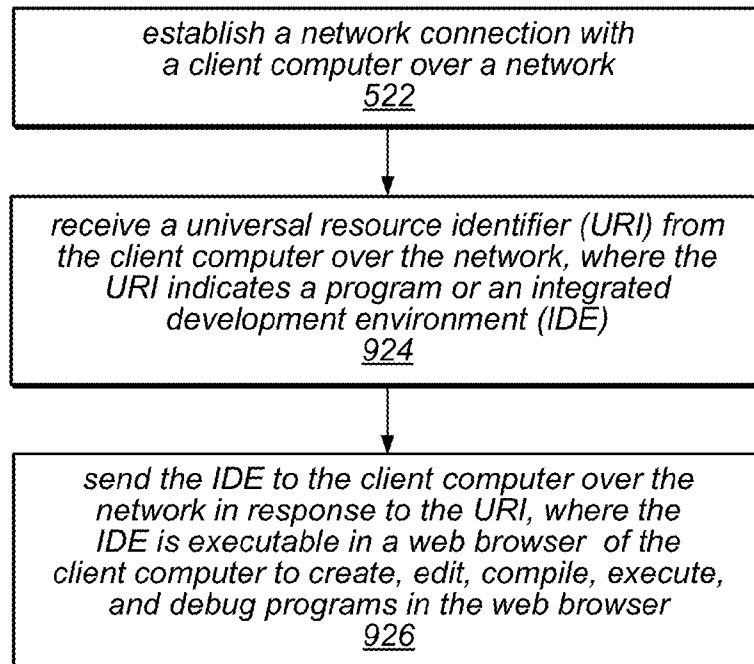 establish a network connection with
a client computer over a network
522
receive a universal resource identifier (URI) from
the client computer over the network, where the
URI indicates a program or an integrated
development environment (IDE)
924
send the IDE to the client computer over the
network in response to the URI, where the
IDE is executable in a web browser of the
client computer to create, edit, compile, execute,
and debug programs in the web browser
926